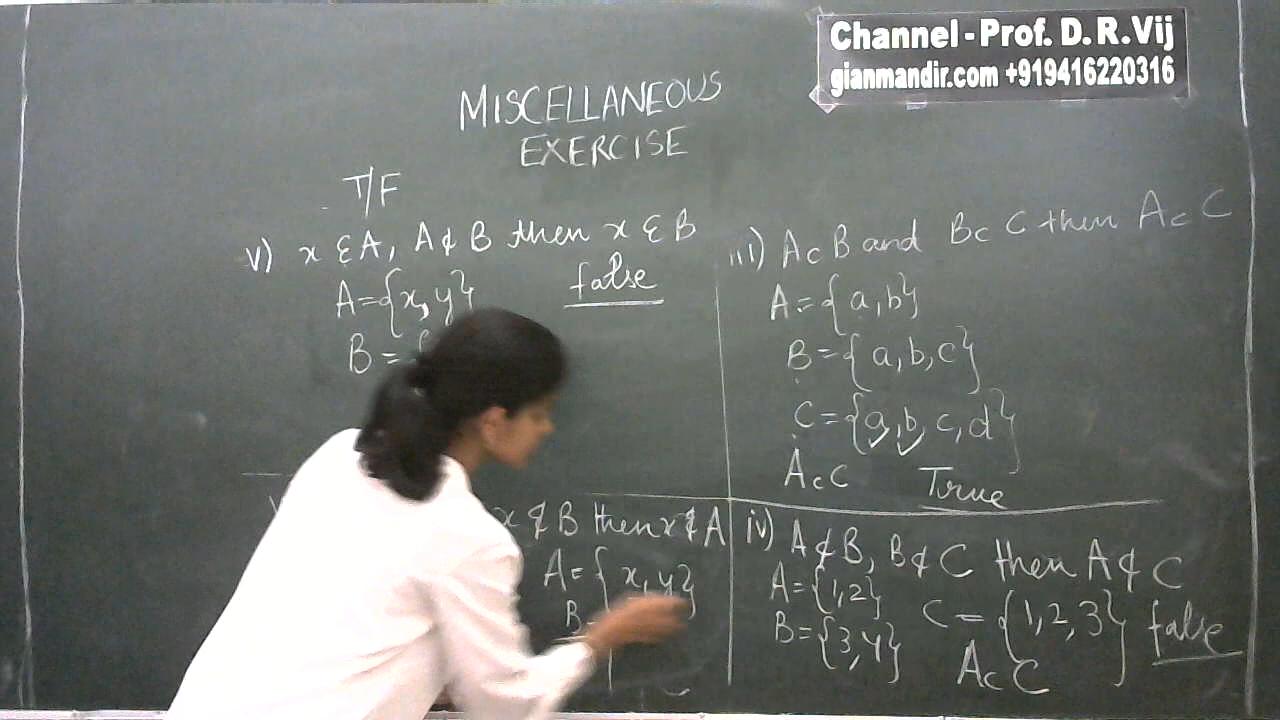 Channel - Prof. D. R. Vij
gianmandir.com +919416220316
MISCELLANEOUS
EXERCISE
T/F
v) x ∈ A, A ⊄ B then x ∈ B
false
A = {x, y}
B = {
x ∉ B then x ∉ A
A = {x, y}
B
iii) A ⊂ B and B ⊂ C then A ⊂ C
A = {a, b}
B = {a, b, c}
C = {a, b, c, d}
A ⊂ C True
iv) A ⊄ B, B ⊄ C then A ⊄ C
A = {1, 2}
B = {3, y}
C = {1, 2, 3} false
A ⊂ C